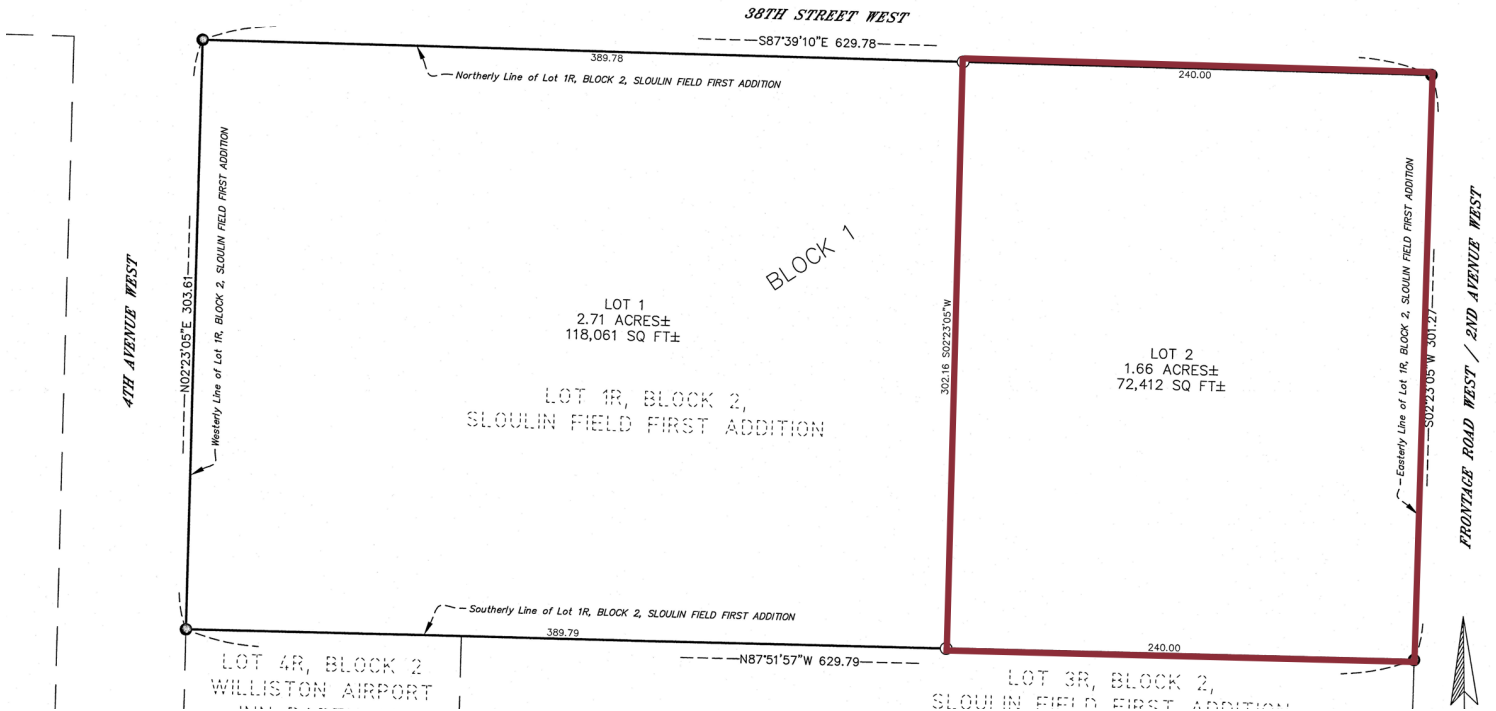 38TH STREET WEST
S87°39'10"E 629.78
389.78
240.00
Northerly Line of Lot 1R, BLOCK 2, SLOULIN FIELD FIRST ADDITION
4TH AVENUE WEST
N02°23'05"E 303.61
Westerly Line of Lot 1R, BLOCK 2, SLOULIN FIELD FIRST ADDITION
BLOCK 1
LOT 1
2.71 ACRES±
118,061 SQ FT±
LOT 1R, BLOCK 2,
SLOULIN FIELD FIRST ADDITION
302.16 S02°23'05"W
LOT 2
1.66 ACRES±
72,412 SQ FT±
Easterly Line of Lot 1R, BLOCK 2, SLOULIN FIELD FIRST ADDITION
S02°23'05"W 301.27
FRONTAGE ROAD WEST / 2ND AVENUE WEST
Southerly Line of Lot 1R, BLOCK 2, SLOULIN FIELD FIRST ADDITION
389.79
N87°51'57"W 629.79
240.00
LOT 4R, BLOCK 2
WILLISTON AIRPORT
LOT 3R, BLOCK 2,
SLOULIN FIELD FIRST ADDITION